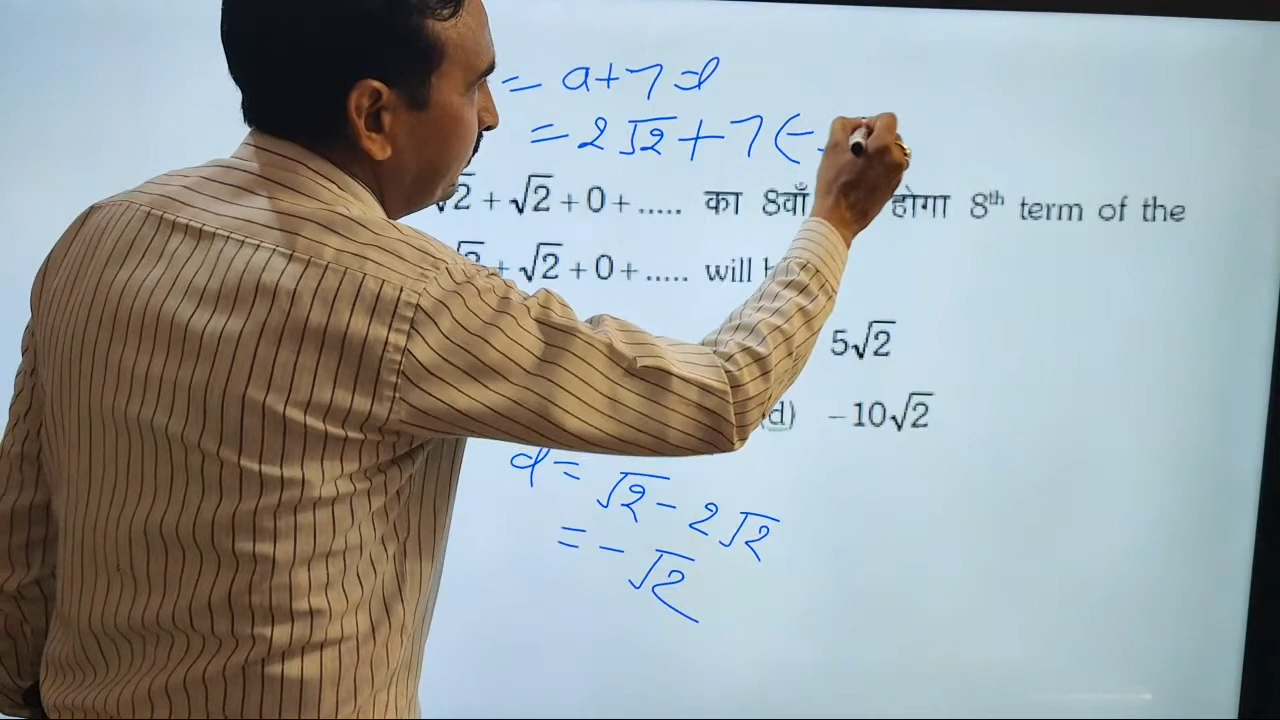 = a+7d
= 2√2 + 7(-
√2 + √2 + 0 + ..... का 8वाँ होगा 8th term of the
√2 + √2 + 0 + ..... will
5√2
(d) -10√2
d = √2 - 2√2
= -√2